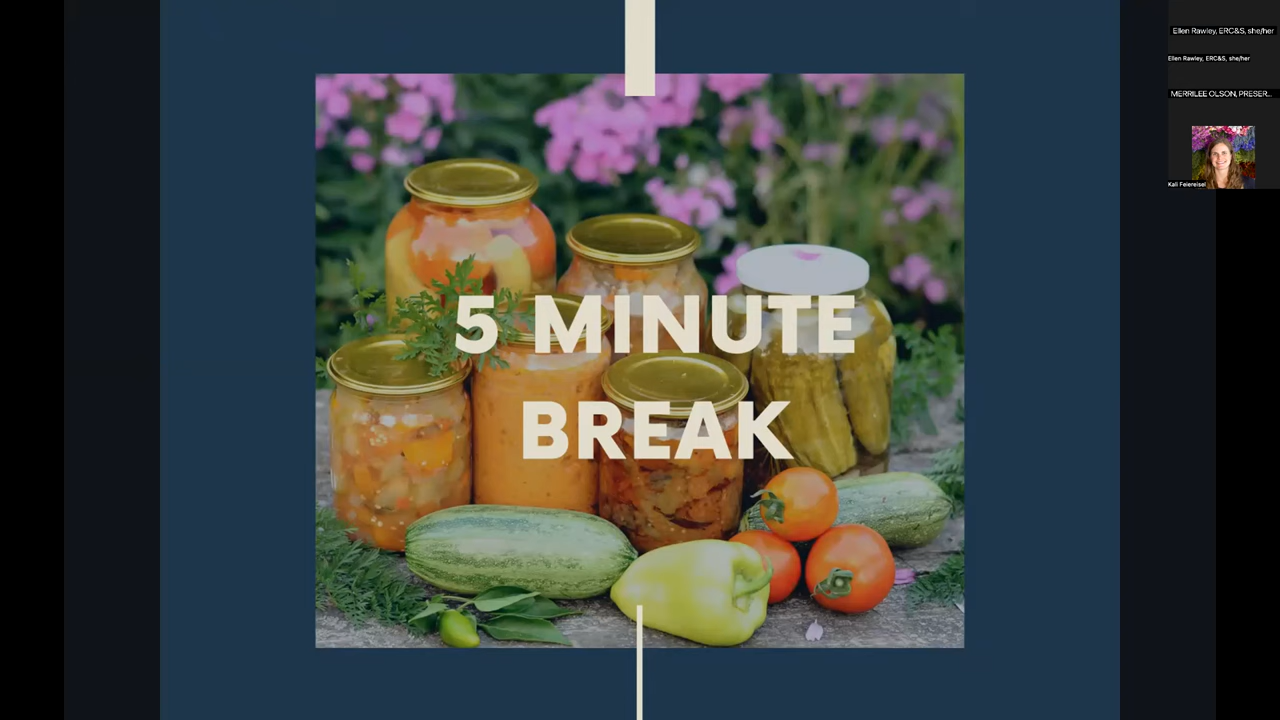 5 MINUTE
BREAK
Ellen Rawley, ERC&S, she/her
Ellen Rawley, ERC&S, she/her
MERRILEE OLSON, PRESER...
Kali Feiereisel